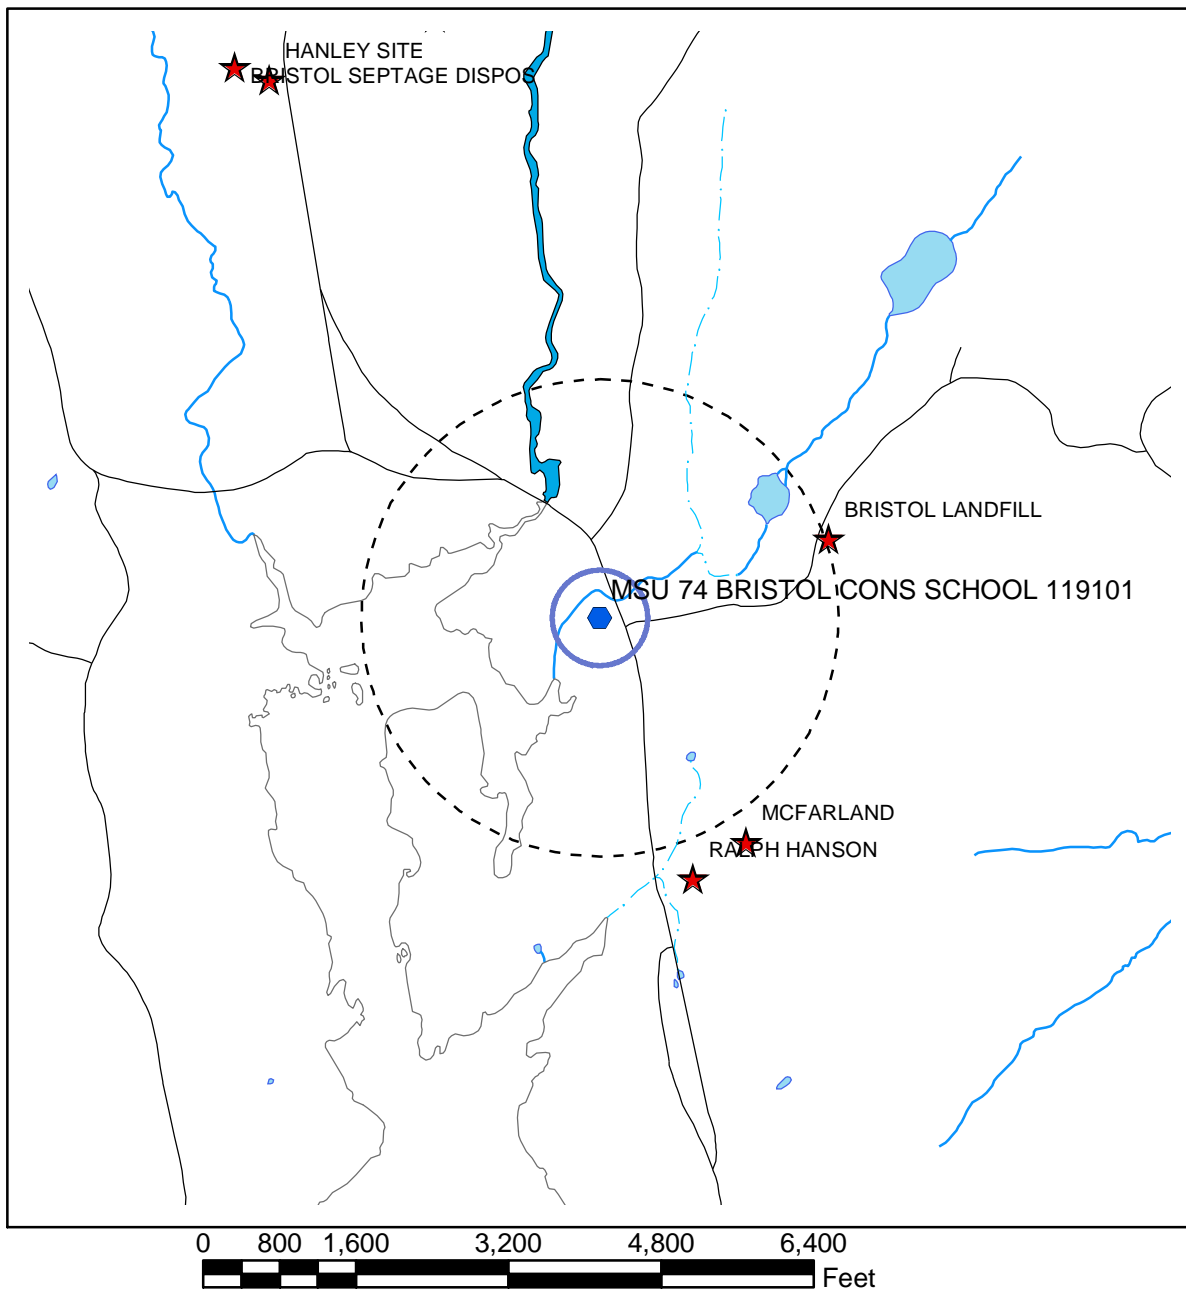 HANLEY SITE
BRISTOL SEPTAGE DISPOS
BRISTOL LANDFILL
MSU 74 BRISTOL CONS SCHOOL 119101
MCFARLAND
RALPH HANSON
0 800 1,600 3,200 4,800 6,400
Feet